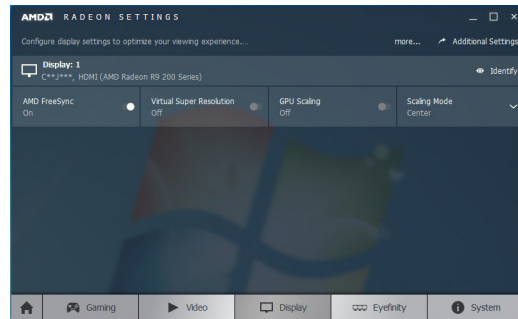 AMD RADEON SETTINGS
Configure display settings to optimize your viewing experience.... more... Additional Settings
Display: 1
C**J***, HDMI (AMD Radeon R9 200 Series) Identify
AMD FreeSync Virtual Super Resolution GPU Scaling Scaling Mode
On Off Off Center
Gaming Video Display Eyefinity System